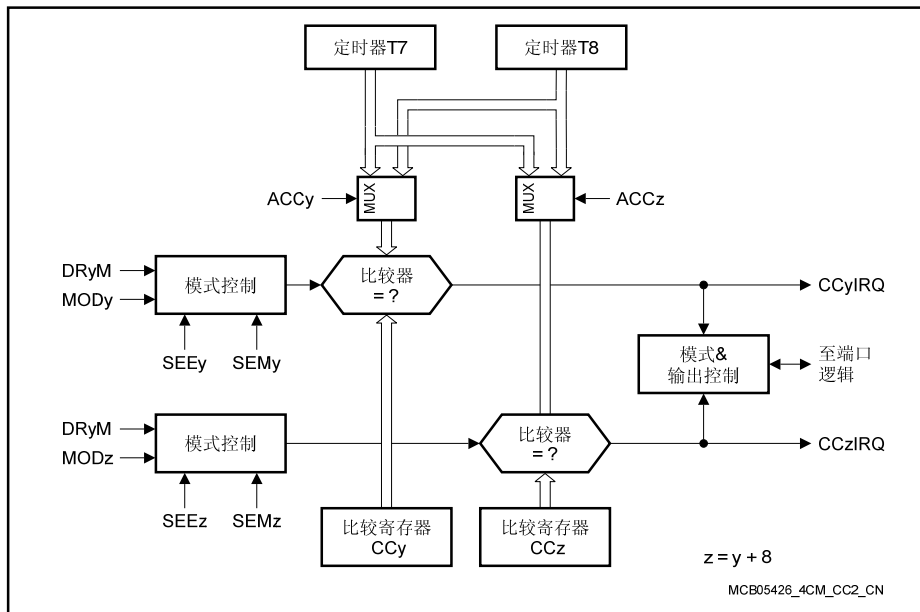 定时器T7
定时器T8
ACCy
MUX
MUX
ACCz
DRyM
MODy
模式控制
比较器
= ?
CCyIRQ
SEEy
SEMy
模式&
输出控制
至端口
逻辑
DRyM
MODz
模式控制
比较器
= ?
CCzIRQ
SEEz
SEMz
比较寄存器
CCy
比较寄存器
CCz
z = y + 8
MCB05426_4CM_CC2_CN